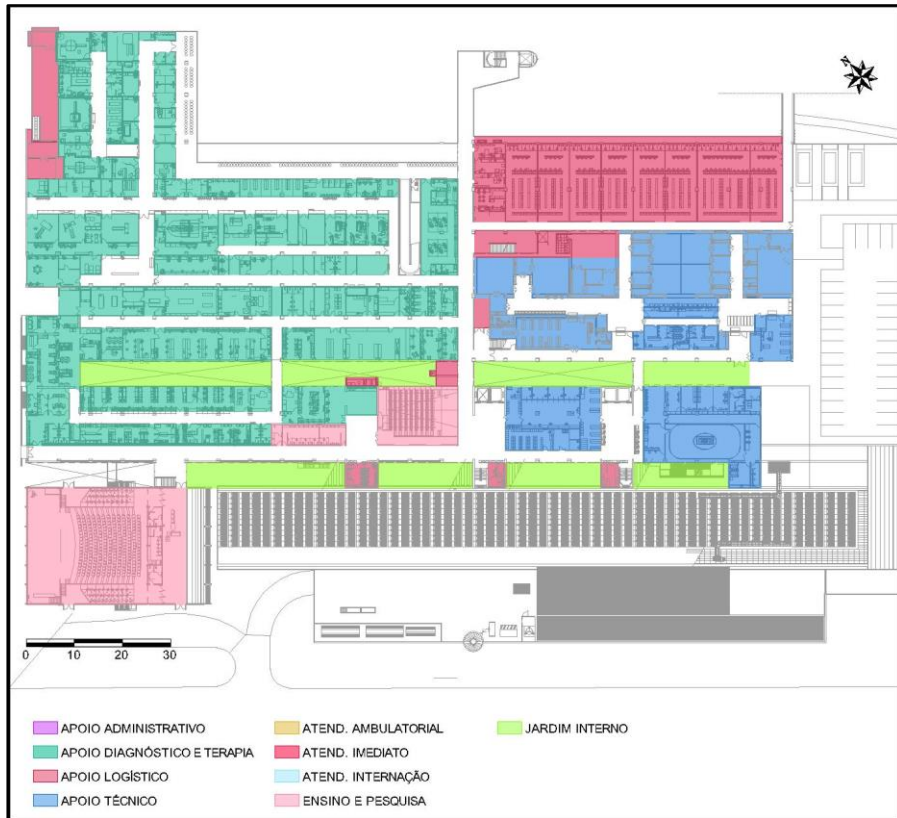 N
0 10 20 30
APOIO ADMINISTRATIVO
APOIO DIAGNÓSTICO E TERAPIA
APOIO LOGÍSTICO
APOIO TÉCNICO
ATEND. AMBULATORIAL
ATEND. IMEDIATO
ATEND. INTERNAÇÃO
ENSINO E PESQUISA
JARDIM INTERNO